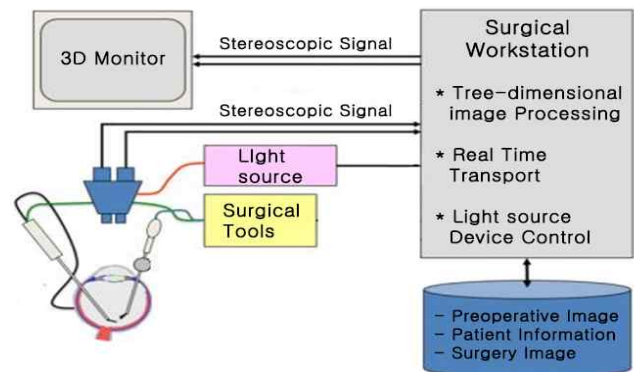 3D Monitor
Stereoscopic Signal
Stereoscopic Signal
LIght
source
Surgical
Tools
Surgical
Workstation
* Tree-dimensional
image Processing
* Real Time
Transport
* Light source
Device Control
- Preoperative Image
- Patient Information
- Surgery Image